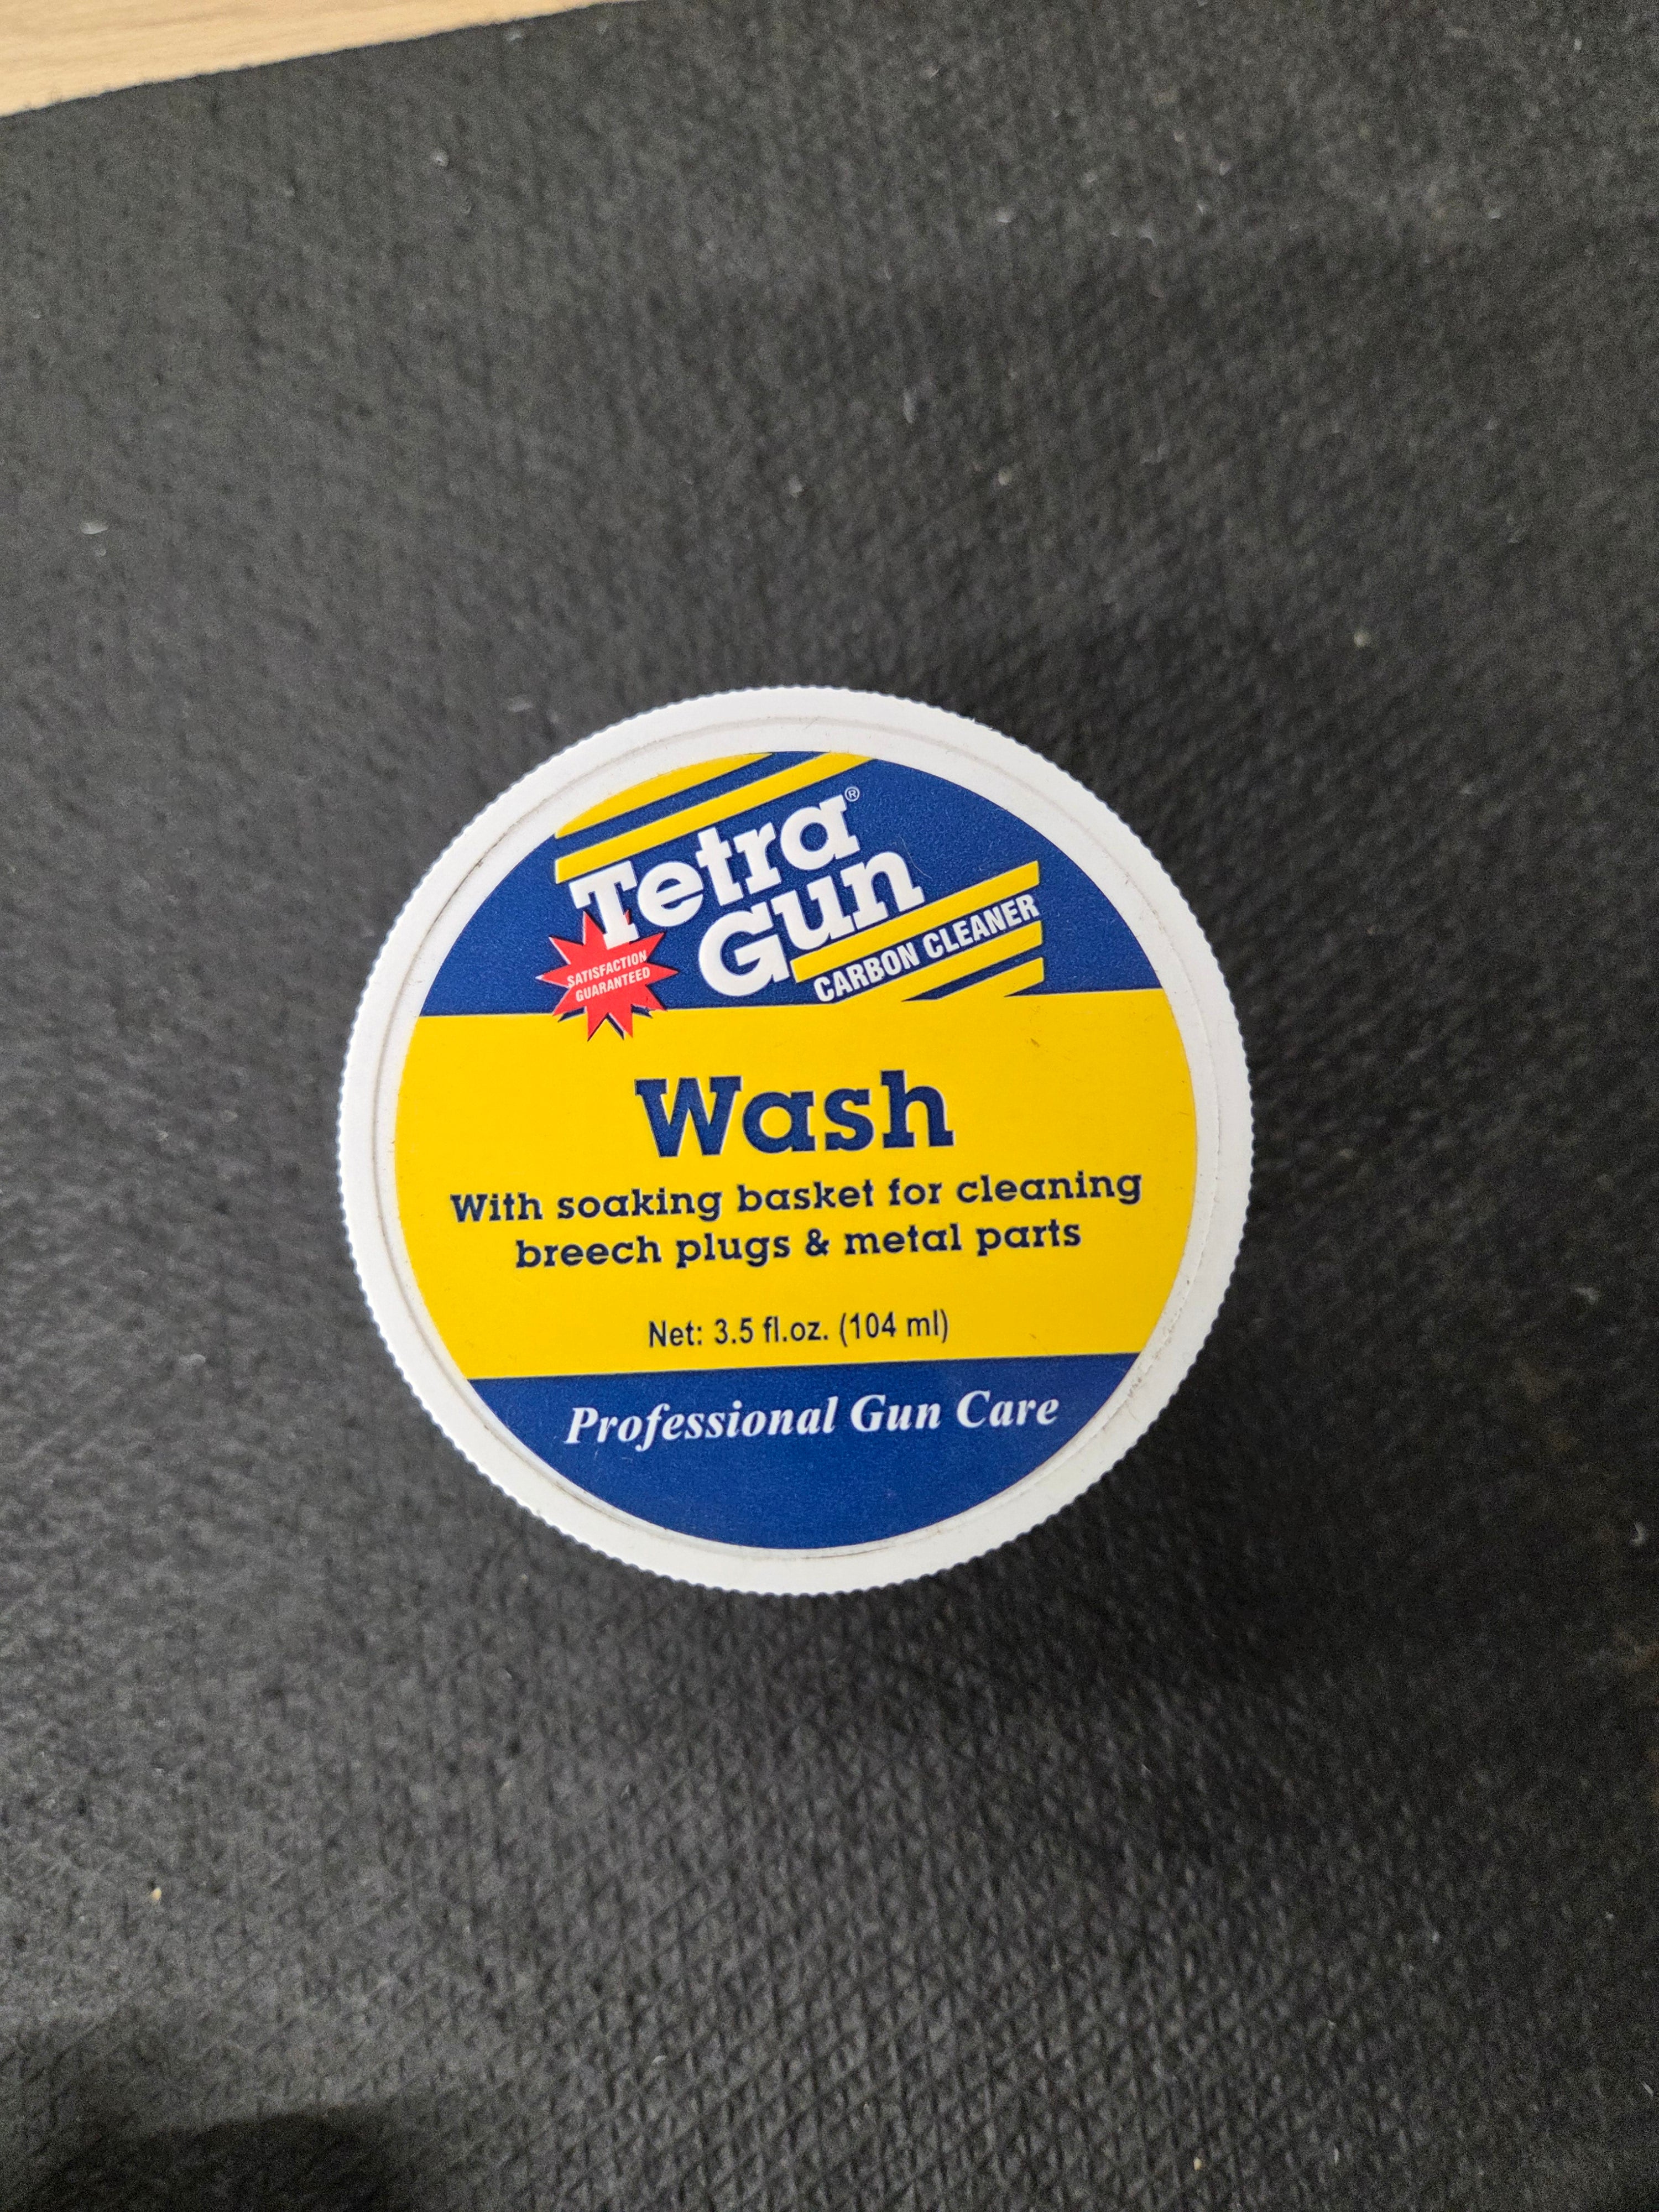 Tetra®
Gun
CARBON CLEANER
SATISFACTION
GUARANTEED
Wash
With soaking basket for cleaning
breech plugs & metal parts
Net: 3.5 fl.oz. (104 ml)
Professional Gun Care